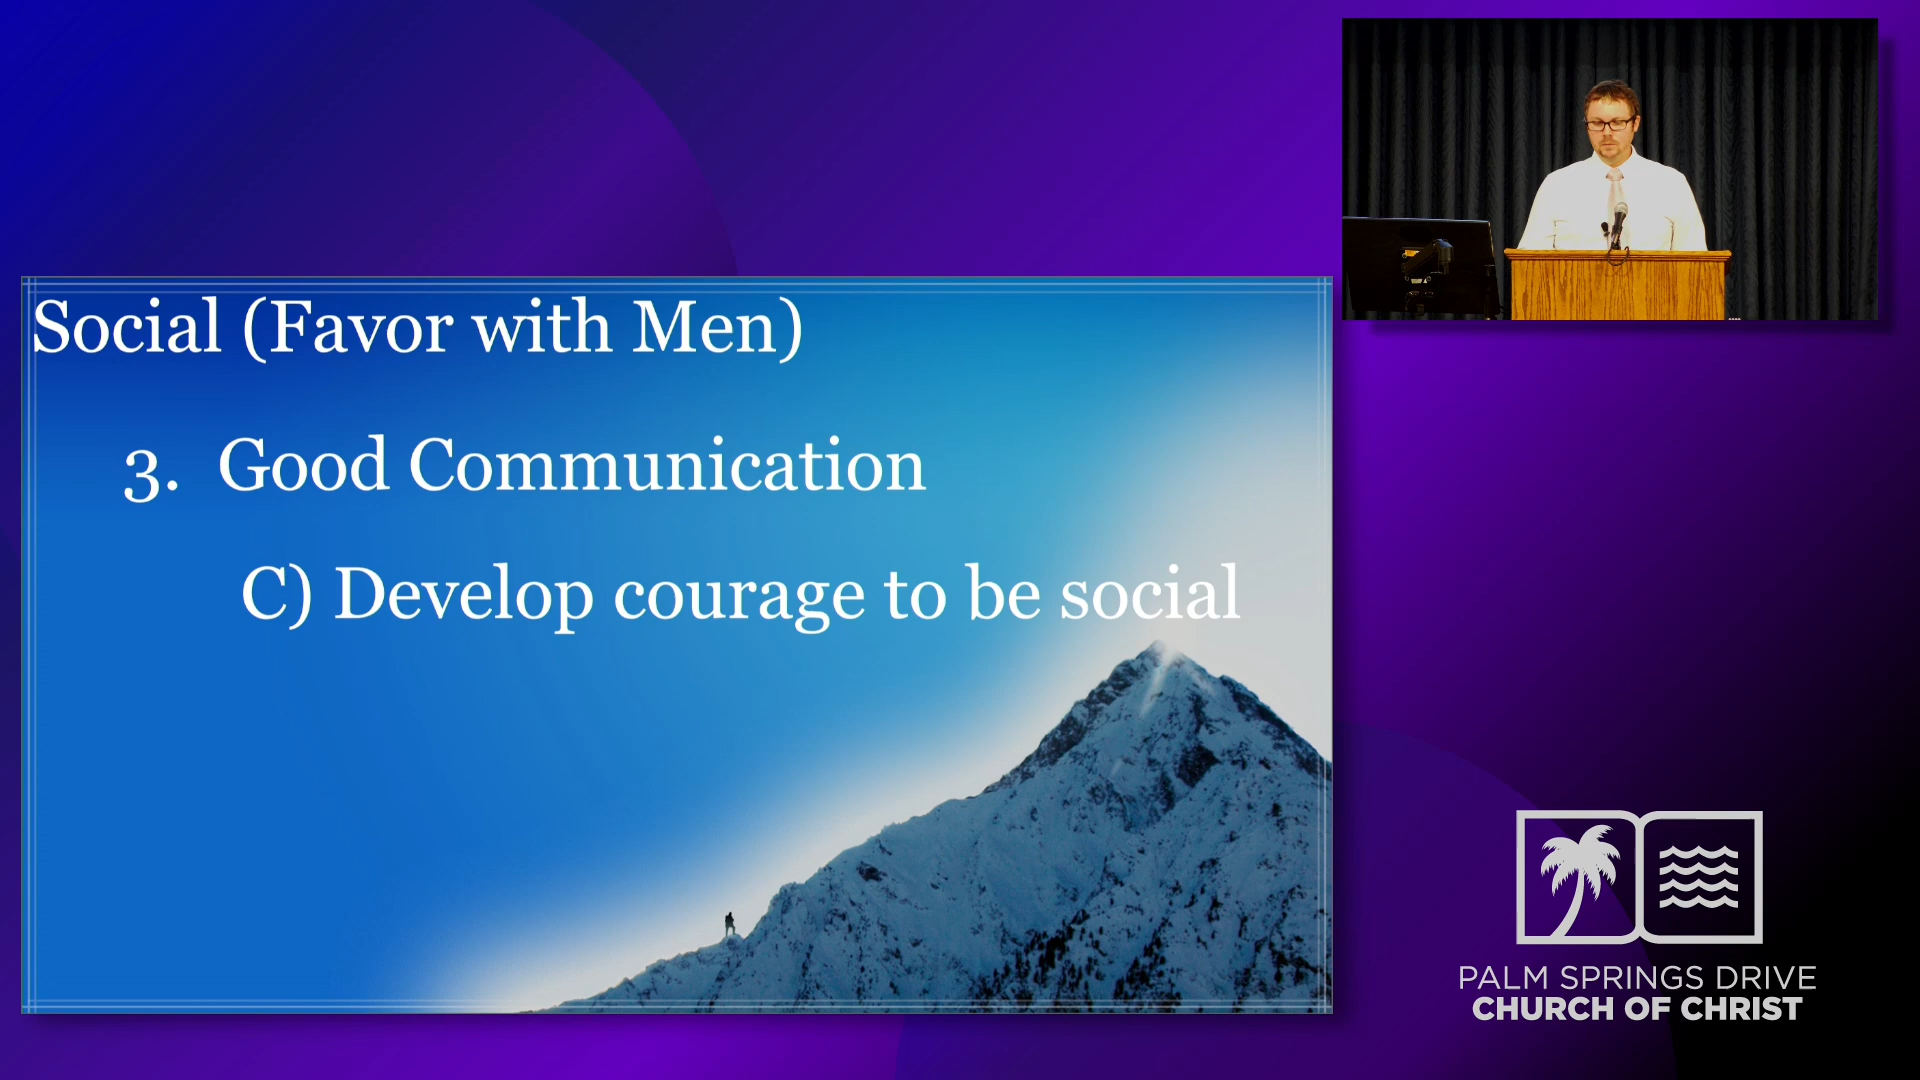 Social (Favor with Men)
3. Good Communication
C) Develop courage to be social
PALM SPRINGS DRIVE
CHURCH OF CHRIST